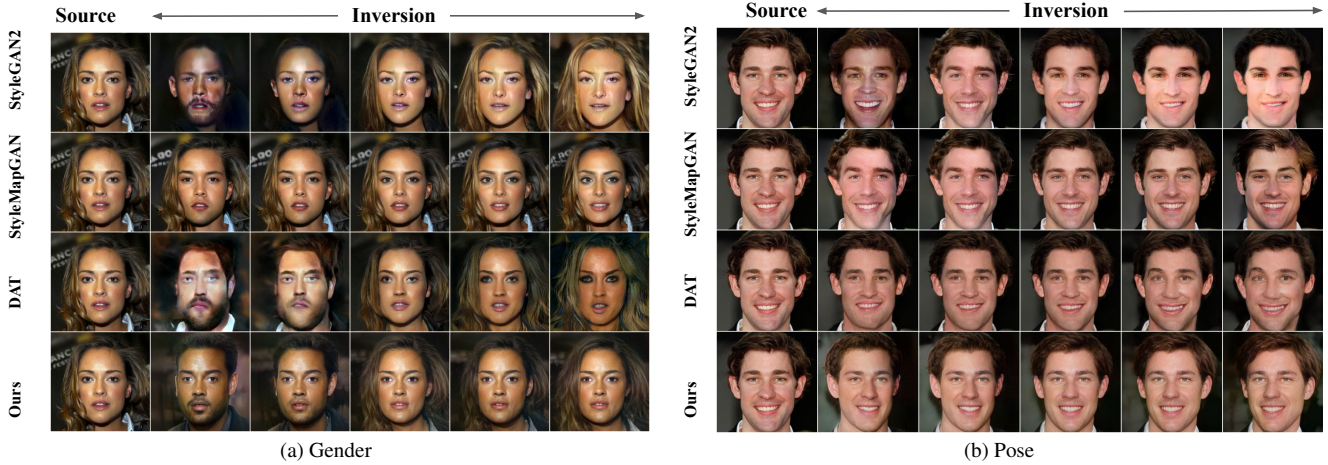 Source Inversion
StyleGAN2
StyleMapGAN
DAT
Ours
(a) Gender
Source Inversion
StyleGAN2
StyleMapGAN
DAT
Ours
(b) Pose